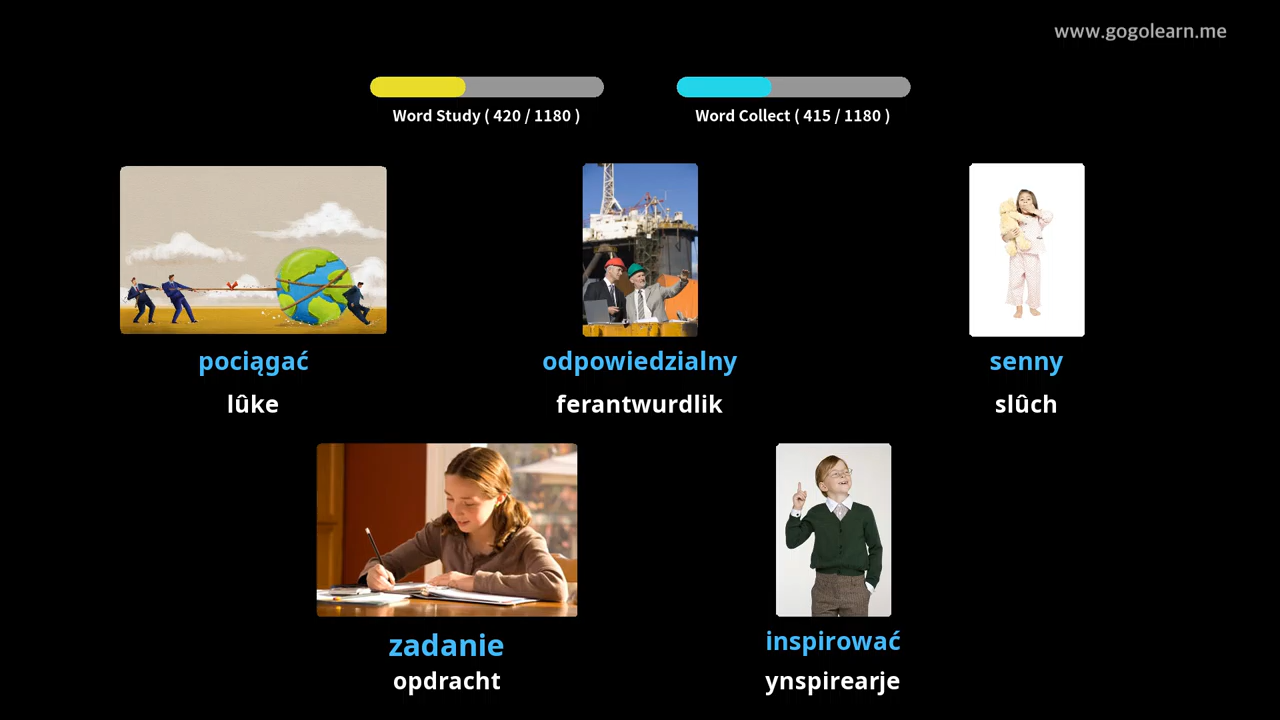 www.gogolearn.me
Word Study ( 420 / 1180 )
Word Collect ( 415 / 1180 )
pociągać
odpowiedzialny
senny
lûke
ferantwurdlik
slûch
zadanie
inspirować
opdracht
ynspirearje